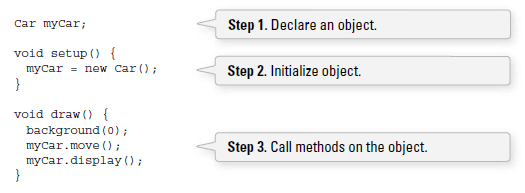 Car myCar;
Step 1. Declare an object.
void setup() {
myCar = new Car();
Step 2. Initialize object.
}
void draw() {
background(0);
myCar.move();
Step 3. Call methods on the object.
myCar.display();
}